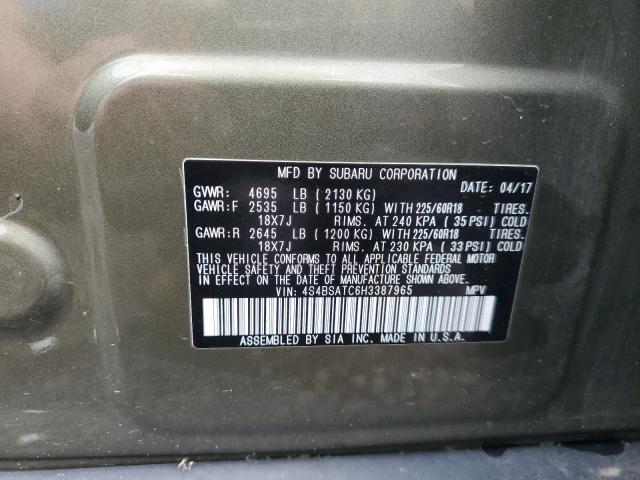 MFD BY SUBARU CORPORATION
GVWR: 4695 LB (2130 KG) DATE: 04/17
GAWR:F 2535 LB (1150 KG) WITH 225/60R18 TIRES.
18X7J RIMS. AT 240 KPA (35 PSI) COLD
GAWR:R 2645 LB (1200 KG) WITH 225/60R18 TIRES.
18X7J RIMS. AT 230 KPA (33 PSI) COLD
THIS VEHICLE CONFORMS TO ALL APPLICABLE FEDERAL MOTOR
VEHICLE SAFETY AND THEFT PREVENTION STANDARDS
IN EFFECT ON THE DATE OF MANUFACTURE SHOWN ABOVE.
VIN: 4S4BSATC6H3387965 MPV
ASSEMBLED BY SIA INC. MADE IN U.S.A.